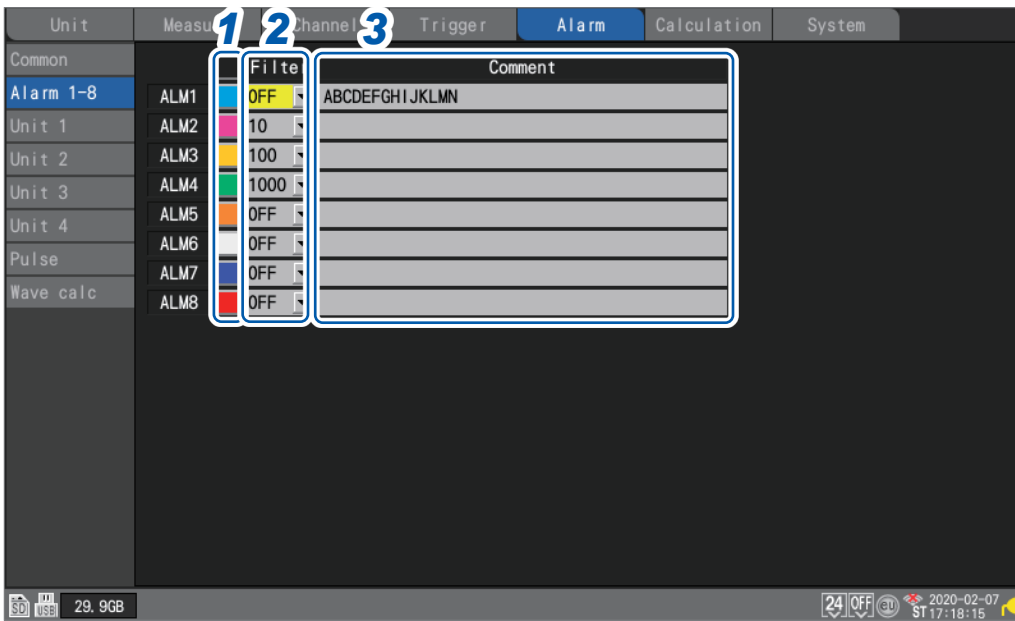 Unit Measu Channel Trigger Alarm Calculation System
1 2 3
Common
Filter Comment
Alarm 1-8
ALM1 OFF ABCDEFGHIJKLMN
Unit 1
ALM2 10
Unit 2
ALM3 100
Unit 3
ALM4 1000
Unit 4
ALM5 OFF
Pulse
ALM6 OFF
ALM7 OFF
Wave calc
ALM8 OFF
SD USB 29.9GB 24 OFF eu 2020-02-07
ST 17:18:15